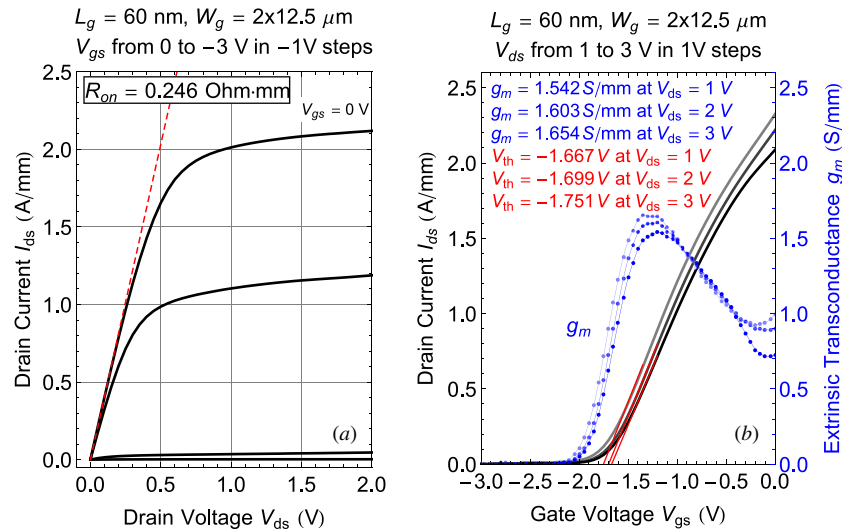 L_g = 60 nm, W_g = 2x12.5 μm
V_gs from 0 to −3 V in −1V steps
R_on = 0.246 Ohm·mm
V_gs = 0 V
2.5
2.0
1.5
1.0
0.5
0.0
Drain Current I_ds (A/mm)
(a)
0.0 0.5 1.0 1.5 2.0
Drain Voltage V_ds (V)
L_g = 60 nm, W_g = 2x12.5 μm
V_ds from 1 to 3 V in 1V steps
g_m = 1.542 S/mm at V_ds = 1 V
g_m = 1.603 S/mm at V_ds = 2 V
g_m = 1.654 S/mm at V_ds = 3 V
V_th = −1.667 V at V_ds = 1 V
V_th = −1.699 V at V_ds = 2 V
V_th = −1.751 V at V_ds = 3 V
2.5
2.0
1.5
1.0
0.5
0.0
Drain Current I_ds (A/mm)
g_m
(b)
2.5
2.0
1.5
1.0
0.5
0.0
Extrinsic Transconductance g_m (S/mm)
−3.0 −2.5 −2.0 −1.5 −1.0 −0.5 0.0
Gate Voltage V_gs (V)